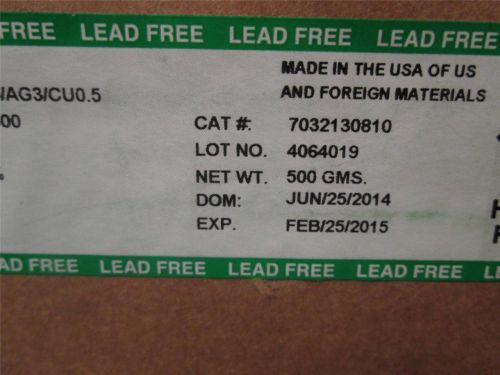 LEAD FREE LEAD FREE LEAD FREE
MADE IN THE USA OF US
/AG3/CU0.5 AND FOREIGN MATERIALS
00 CAT #: 7032130810
LOT NO. 4064019
NET WT. 500 GMS.
DOM: JUN/25/2014
EXP. FEB/25/2015
AD FREE LEAD FREE LEAD FREE LEAD FREE